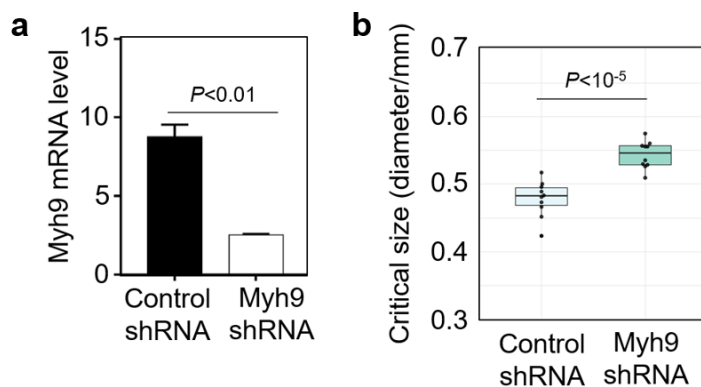 a
Myh9 mRNA level
15
10
5
0
P<0.01
Control
shRNA
Myh9
shRNA
b
Critical size (diameter/mm)
0.7
0.6
0.5
0.4
0.3
P<10⁻⁵
Control
shRNA
Myh9
shRNA